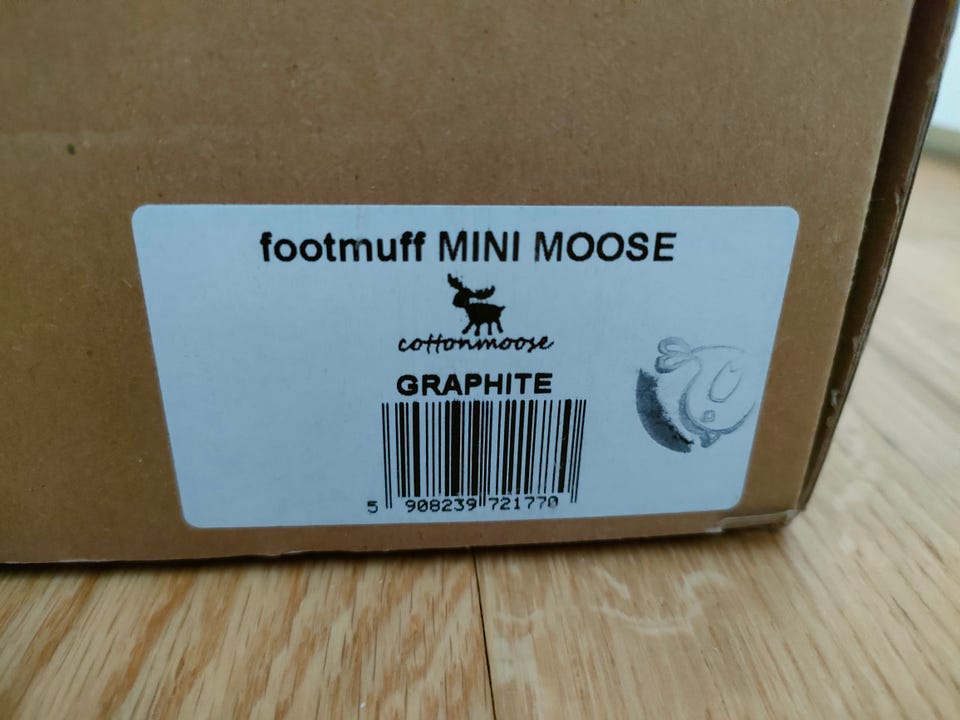 footmuff MINI MOOSE
cottonmoose
GRAPHITE
5 908239 721770